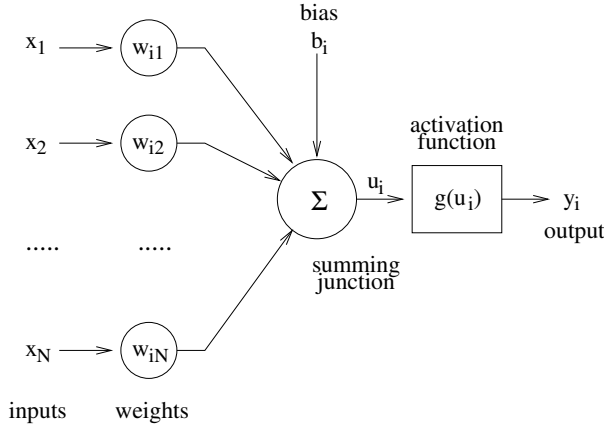 bias
b_i
x_1 w_i1
x_2 w_i2
activation
function
Σ u_i g(u_i) y_i
output
..... .....
summing
junction
x_N w_iN
inputs weights